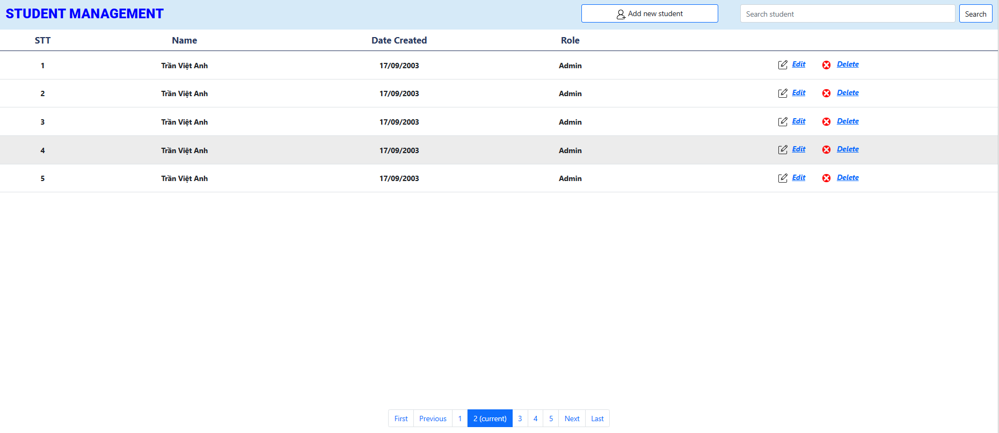 STUDENT MANAGEMENT Add new student Search student Search
STT Name Date Created Role
1 Trần Việt Anh 17/09/2003 Admin Edit Delete
2 Trần Việt Anh 17/09/2003 Admin Edit Delete
3 Trần Việt Anh 17/09/2003 Admin Edit Delete
4 Trần Việt Anh 17/09/2003 Admin Edit Delete
5 Trần Việt Anh 17/09/2003 Admin Edit Delete
First Previous 1 2 (current) 3 4 5 Next Last